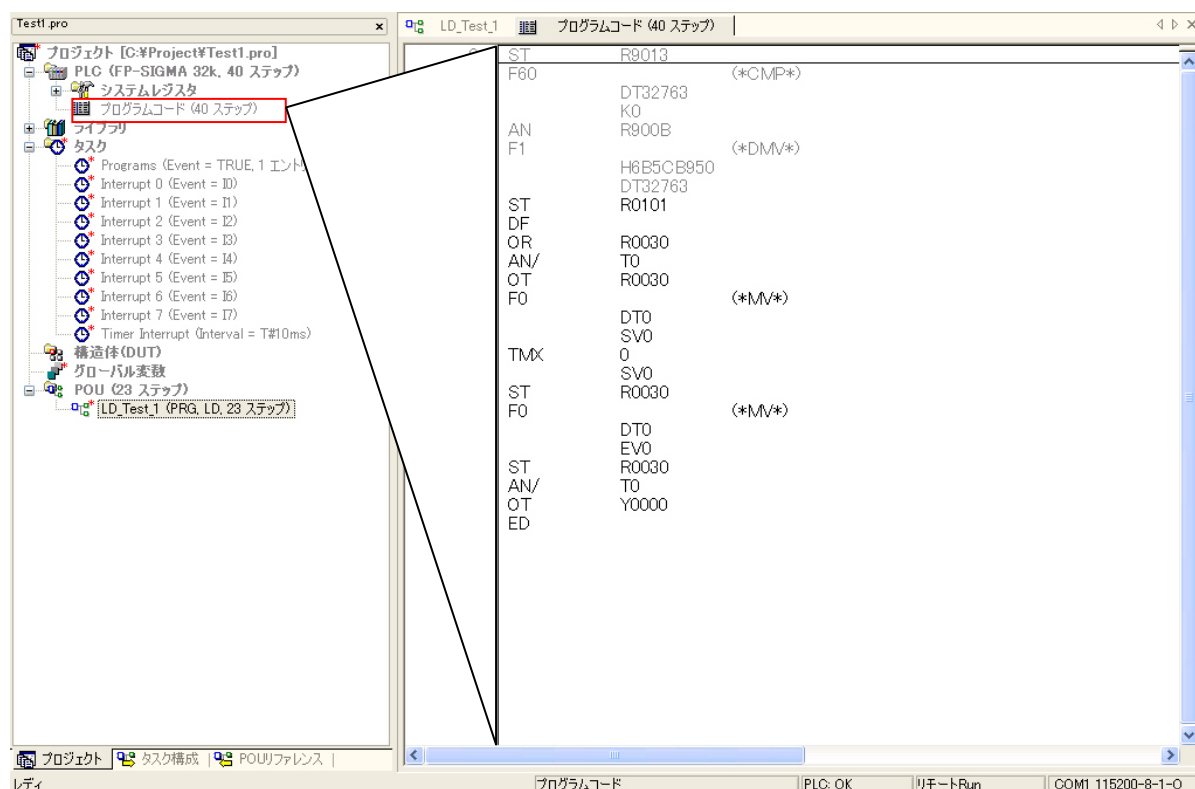 Test1.pro
プロジェクト [C:¥Project¥Test1.pro]
PLC (FP-SIGMA 32k, 40 ステップ)
システムレジスタ
プログラムコード (40 ステップ)
ライブラリ
タスク
Programs (Event = TRUE, 1 エント
Interrupt 0 (Event = I0)
Interrupt 1 (Event = I1)
Interrupt 2 (Event = I2)
Interrupt 3 (Event = I3)
Interrupt 4 (Event = I4)
Interrupt 5 (Event = I5)
Interrupt 6 (Event = I6)
Interrupt 7 (Event = I7)
Timer Interrupt (Interval = T#10ms)
構造体(DUT)
グローバル変数
POU (23 ステップ)
LD_Test_1 (PRG, LD, 23 ステップ)
プロジェクト タスク構成 POUリファレンス
LD_Test_1 プログラムコード (40 ステップ)
ST R9013
F60 (*CMP*)
DT32763
K0
AN R900B
F1 (*DMV*)
H6B5CB950
DT32763
ST R0101
DF
OR R0030
AN/ T0
OT R0030
F0 (*MV*)
DT0
SV0
TMX 0
SV0
ST R0030
F0 (*MV*)
DT0
EV0
ST R0030
AN/ T0
OT Y0000
ED
レディ プログラムコード PLC: OK リモートRun COM1 115200-8-1-O